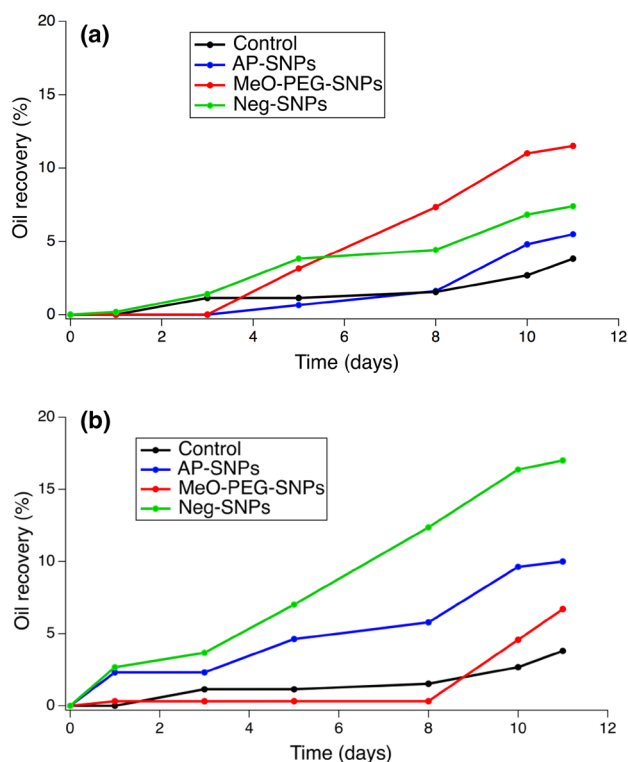 (a)
Control
AP-SNPs
MeO-PEG-SNPs
Neg-SNPs
20
15
10
5
0
Oil recovery (%)
0 2 4 6 8 10 12
Time (days)
(b)
Control
AP-SNPs
MeO-PEG-SNPs
Neg-SNPs
20
15
10
5
0
Oil recovery (%)
0 2 4 6 8 10 12
Time (days)